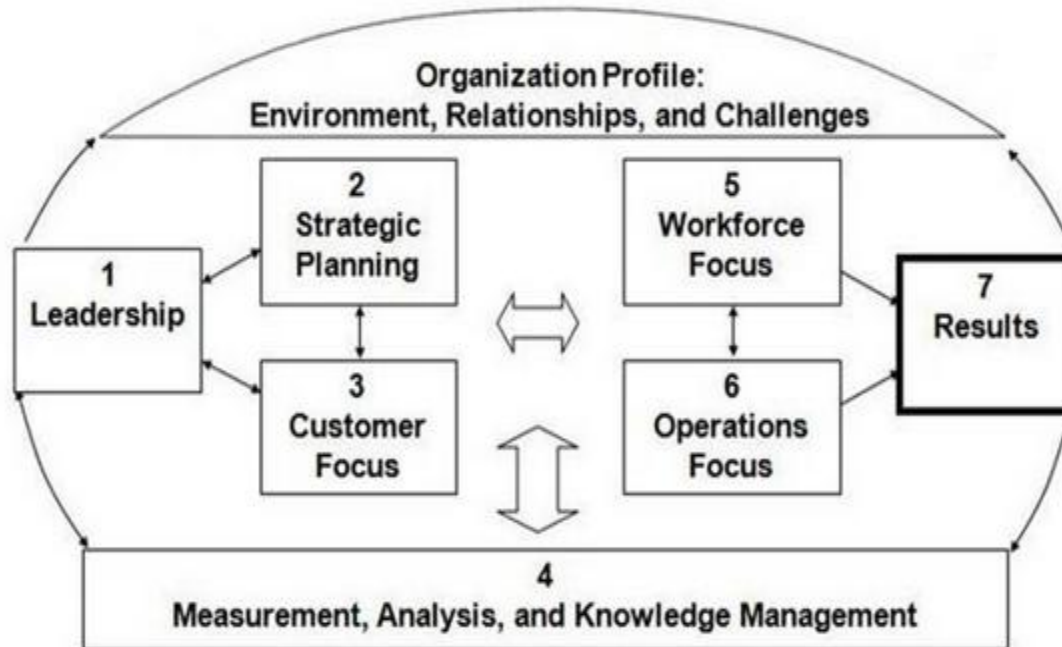 Organization Profile:
Environment, Relationships, and Challenges
1
Leadership
2
Strategic
Planning
3
Customer
Focus
5
Workforce
Focus
6
Operations
Focus
7
Results
4
Measurement, Analysis, and Knowledge Management